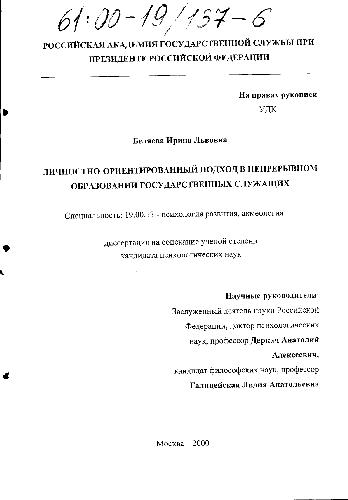 61:00-19/137-6
РОССИЙСКАЯ АКАДЕМИЯ ГОСУДАРСТВЕННОЙ СЛУЖБЫ ПРИ
ПРЕЗИДЕНТЕ РОССИЙСКОЙ ФЕДЕРАЦИИ
На правах рукописи
УДК
Ирина Львовна
ЛИЧНОСТНО-ОРИЕНТИРОВАННЫЙ ПОДХОД В НЕПРЕРЫВНОМ
ОБРАЗОВАНИИ ГОСУДАРСТВЕННЫХ СЛУЖАЩИХ
Специальность: 19.00.13 - психология развития, акмеология
диссертация на соискание ученой степени
кандидата психологических наук
Научные руководители:
Заслуженный деятель науки Российской
Федерации, доктор психологических
наук, профессор Деркач Анатолий
Алексеевич,
кандидат философских наук, профессор
Лидия Анатольевна
Москва – 2000